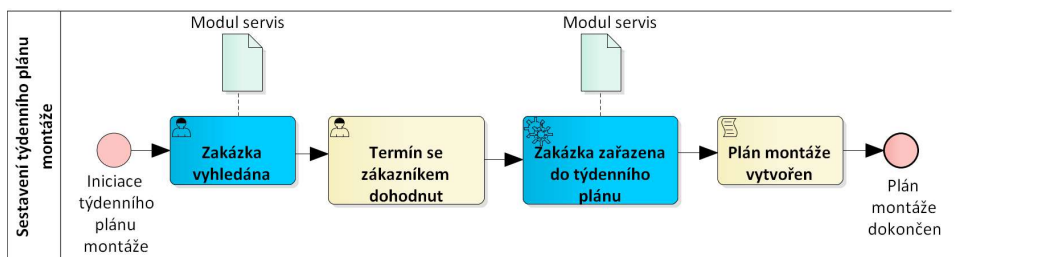 Sestavení týdenního plánu
montáže
Modul servis
Modul servis
Zakázka
vyhledána
Termín se
zákazníkem
dohodnut
Zakázka zařazena
do týdenního
plánu
Plán montáže
vytvořen
Iniciace
týdenního
plánu
montáže
Plán
montáže
dokončen